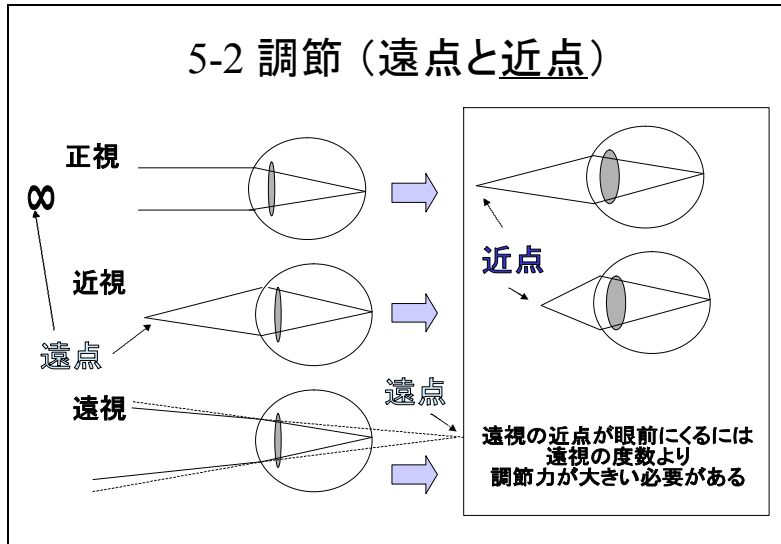 5-2 調節（遠点と近点）
正視
∞
近視
遠点
遠視
遠点
近点
遠視の近点が眼前にくるには
遠視の度数より
調節力が大きい必要がある